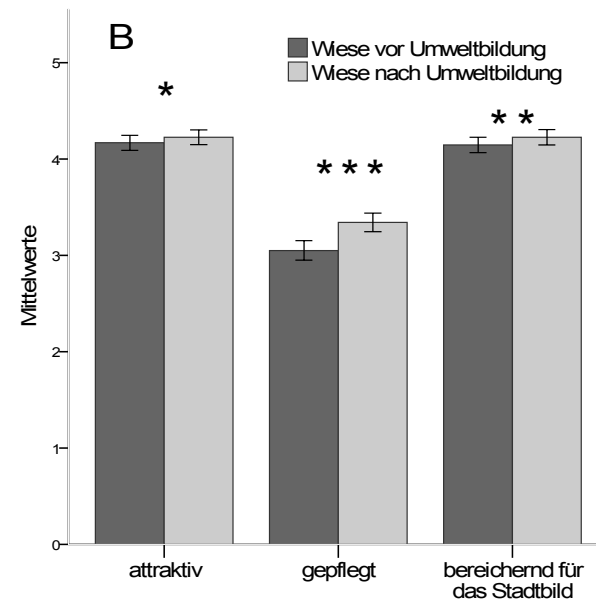 B
Wiese vor Umweltbildung
Wiese nach Umweltbildung
Mittelwerte
5
4
3
2
1
0
*
***
**
attraktiv
gepflegt
bereichernd für
das Stadtbild